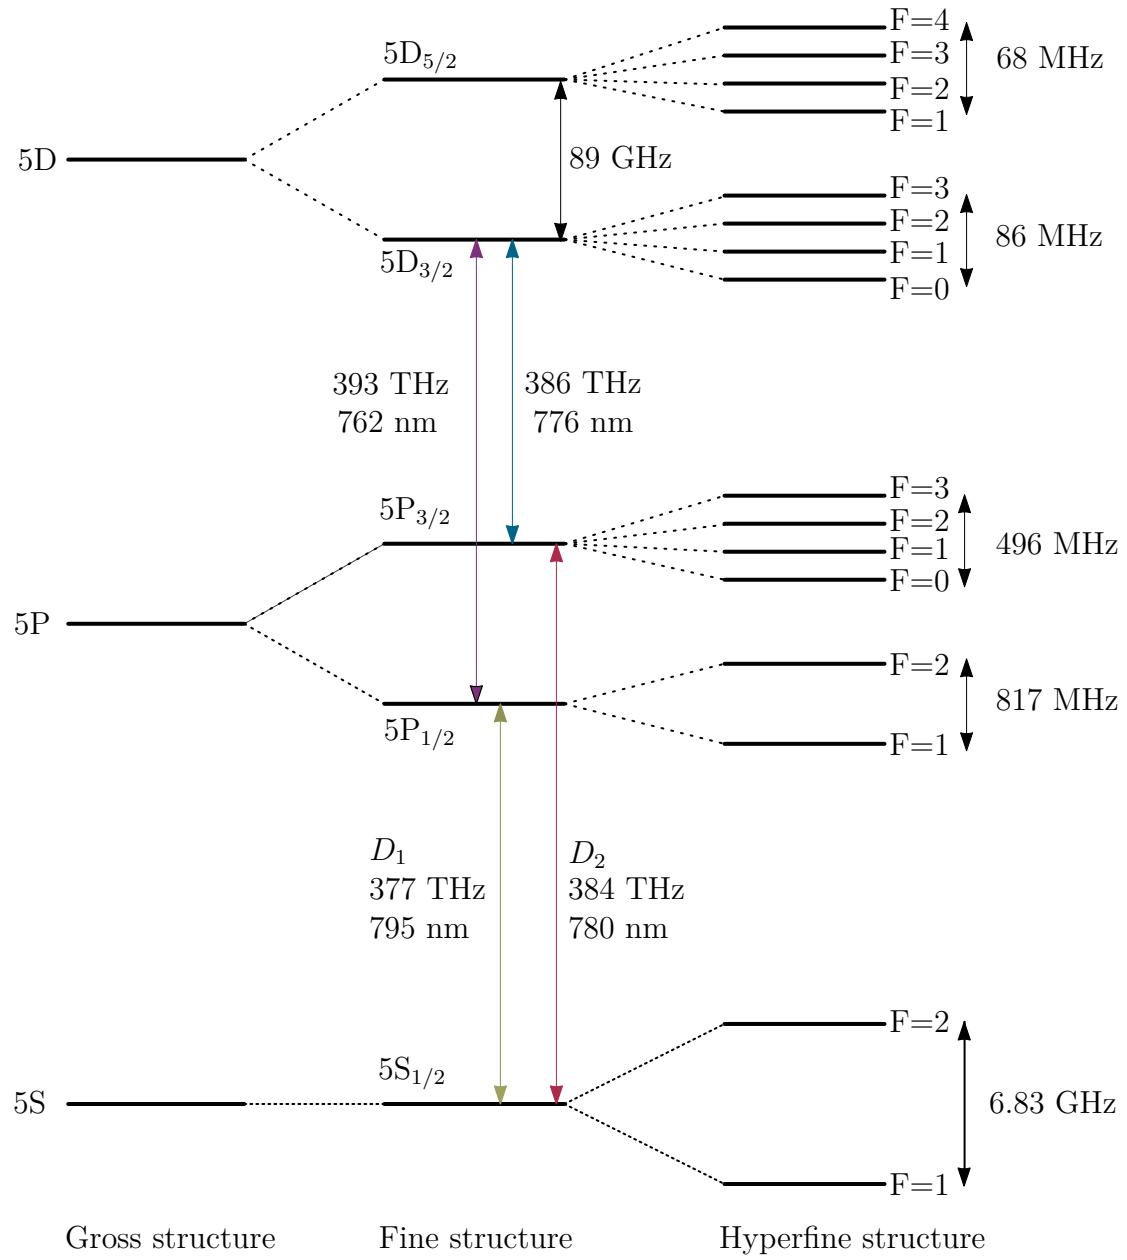 F=4
5D₅/₂
F=3
68 MHz
F=2
F=1
5D
89 GHz
F=3
F=2
86 MHz
5D₃/₂
F=1
F=0
393 THz
762 nm
386 THz
776 nm
F=3
5P₃/₂
F=2
496 MHz
F=1
F=0
5P
F=2
817 MHz
5P₁/₂
F=1
D₁
377 THz
795 nm
D₂
384 THz
780 nm
F=2
5S₁/₂
5S
6.83 GHz
F=1
Gross structure
Fine structure
Hyperfine structure